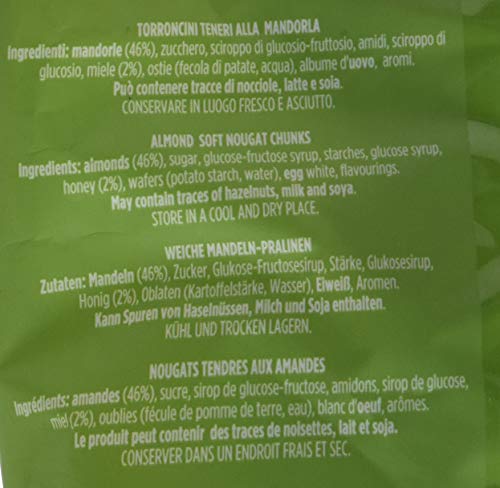 TORRONCINI TENERI ALLA MANDORLA
Ingredienti: mandorle (46%), zucchero, sciroppo di glucosio-fruttosio, amidi, sciroppo di
glucosio, miele (2%), ostie (fecola di patate, acqua), albume d'uovo, aromi.
Può contenere tracce di nocciole, latte e soia.
CONSERVARE IN LUOGO FRESCO E ASCIUTTO.
ALMOND SOFT NOUGAT CHUNKS
Ingredients: almonds (46%), sugar, glucose-fructose syrup, starches, glucose syrup,
honey (2%), wafers (potato starch, water), egg white, flavourings.
May contain traces of hazelnuts, milk and soya.
STORE IN A COOL AND DRY PLACE.
WEICHE MANDELN-PRALINEN
Zutaten: Mandeln (46%), Zucker, Glukose-Fructosesirup, Stärke, Glukosesirup,
Honig (2%), Oblaten (Kartoffelstärke, Wasser), Eiweiß, Aromen.
Kann Spuren von Haselnüssen, Milch und Soja enthalten.
KÜHL UND TROCKEN LAGERN.
NOUGATS TENDRES AUX AMANDES
Ingrédients: amandes (46%), sucre, sirop de glucose-fructose, amidons, sirop de glucose,
miel (2%), oublies (fécule de pomme de terre, eau), blanc d'oeuf, arômes.
Le produit peut contenir des traces de noisettes, lait et soja.
CONSERVER DANS UN ENDROIT FRAIS ET SEC.